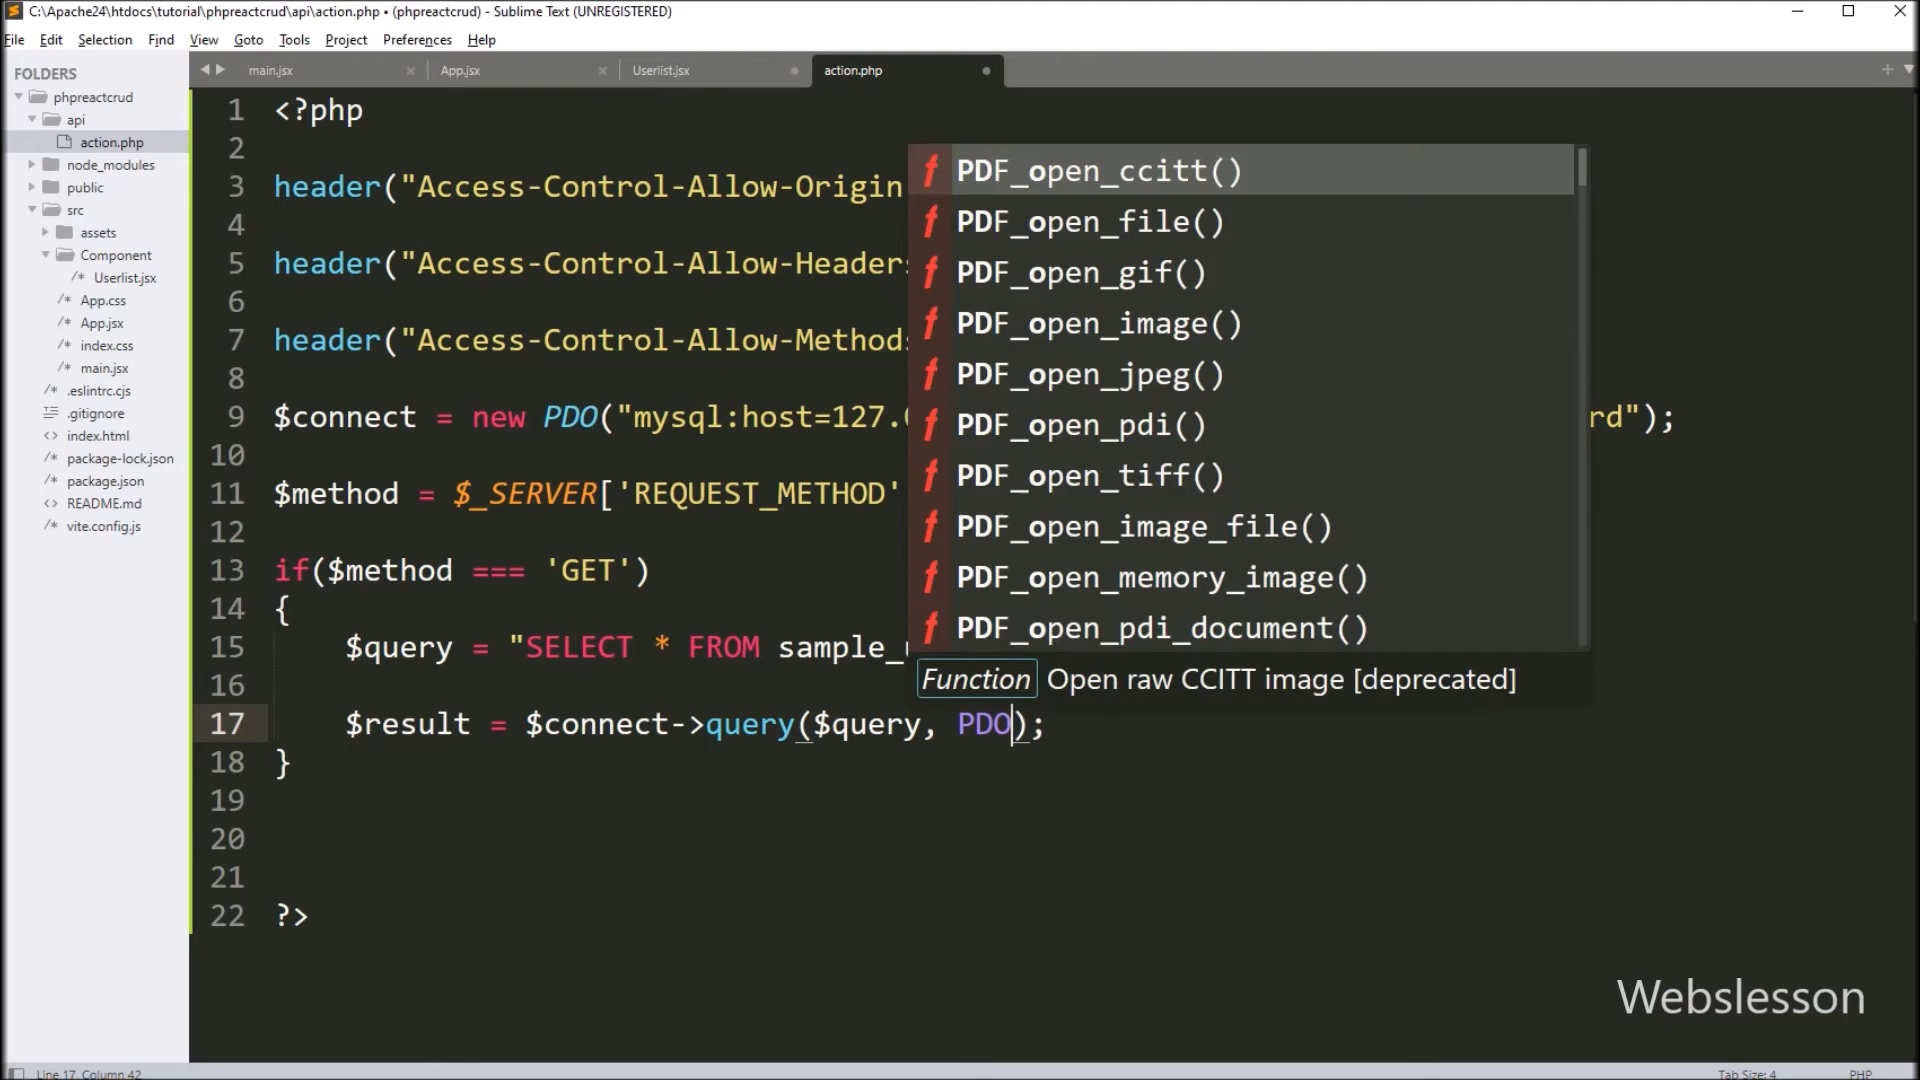 C:\Apache24\htdocs\tutorial\phpreactcrud\api\action.php • (phpreactcrud) - Sublime Text (UNREGISTERED)
File Edit Selection Find View Goto Tools Project Preferences Help
FOLDERS
phpreactcrud
api
action.php
node_modules
public
src
assets
Component
/* Userlist.jsx
/* App.css
/* App.jsx
/* index.css
/* main.jsx
/* .eslintrc.cjs
.gitignore
<> index.html
/* package-lock.json
/* package.json
<> README.md
/* vite.config.js
main.jsx App.jsx Userlist.jsx action.php
1 <?php
2
3 header("Access-Control-Allow-Origin
4
5 header("Access-Control-Allow-Headers
6
7 header("Access-Control-Allow-Methods
8
9 $connect = new PDO("mysql:host=127. rd");
10
11 $method = $_SERVER['REQUEST_METHOD'
12
13 if($method === 'GET')
14 {
15 $query = "SELECT * FROM sample_
16
17 $result = $connect->query($query, PDO);
18 }
19
20
21
22 ?>
f PDF_open_ccitt()
f PDF_open_file()
f PDF_open_gif()
f PDF_open_image()
f PDF_open_jpeg()
f PDF_open_pdi()
f PDF_open_tiff()
f PDF_open_image_file()
f PDF_open_memory_image()
f PDF_open_pdi_document()
Function Open raw CCITT image [deprecated]
Webslesson
Line 17, Column 42 Tab Size: 4 PHP